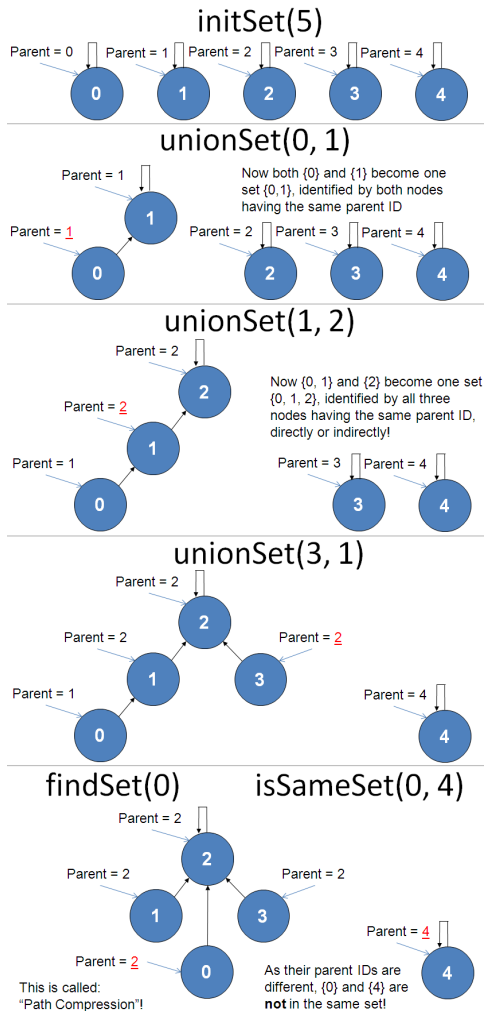 initSet(5)
Parent = 0
Parent = 1
Parent = 2
Parent = 3
Parent = 4
0
1
2
3
4
unionSet(0, 1)
Parent = 1
Now both {0} and {1} become one
set {0,1}, identified by both nodes
having the same parent ID
1
Parent = 1
Parent = 2
Parent = 3
Parent = 4
0
2
3
4
unionSet(1, 2)
Parent = 2
2
Now {0, 1} and {2} become one set
{0, 1, 2}, identified by all three
nodes having the same parent ID,
directly or indirectly!
Parent = 2
1
Parent = 1
Parent = 3
Parent = 4
0
3
4
unionSet(3, 1)
Parent = 2
2
Parent = 2
Parent = 2
1
3
Parent = 1
Parent = 4
0
4
findSet(0)
isSameSet(0, 4)
Parent = 2
2
Parent = 2
Parent = 2
1
3
Parent = 4
Parent = 2
0
4
This is called:
“Path Compression”!
As their parent IDs are
different, {0} and {4} are
not in the same set!